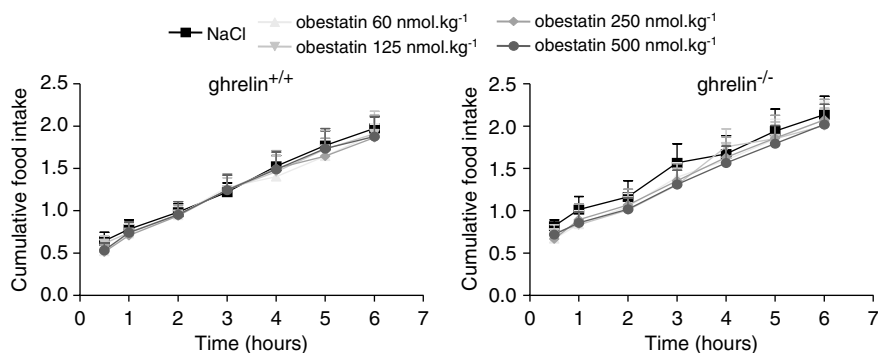 NaCl
obestatin 60 nmol.kg-1
obestatin 125 nmol.kg-1
obestatin 250 nmol.kg-1
obestatin 500 nmol.kg-1
ghrelin+/+
Cumulative food intake
2.5
2.0
1.5
1.0
0.5
0.0
0 1 2 3 4 5 6 7
Time (hours)
ghrelin-/-
Cumulative food intake
2.5
2.0
1.5
1.0
0.5
0.0
0 1 2 3 4 5 6 7
Time (hours)